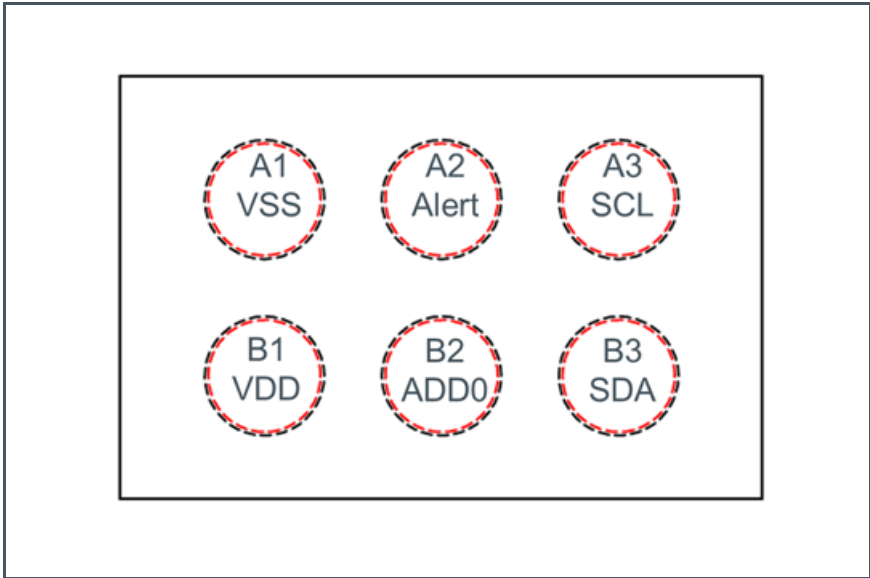 A1
VSS
A2
Alert
A3
SCL
B1
VDD
B2
ADD0
B3
SDA